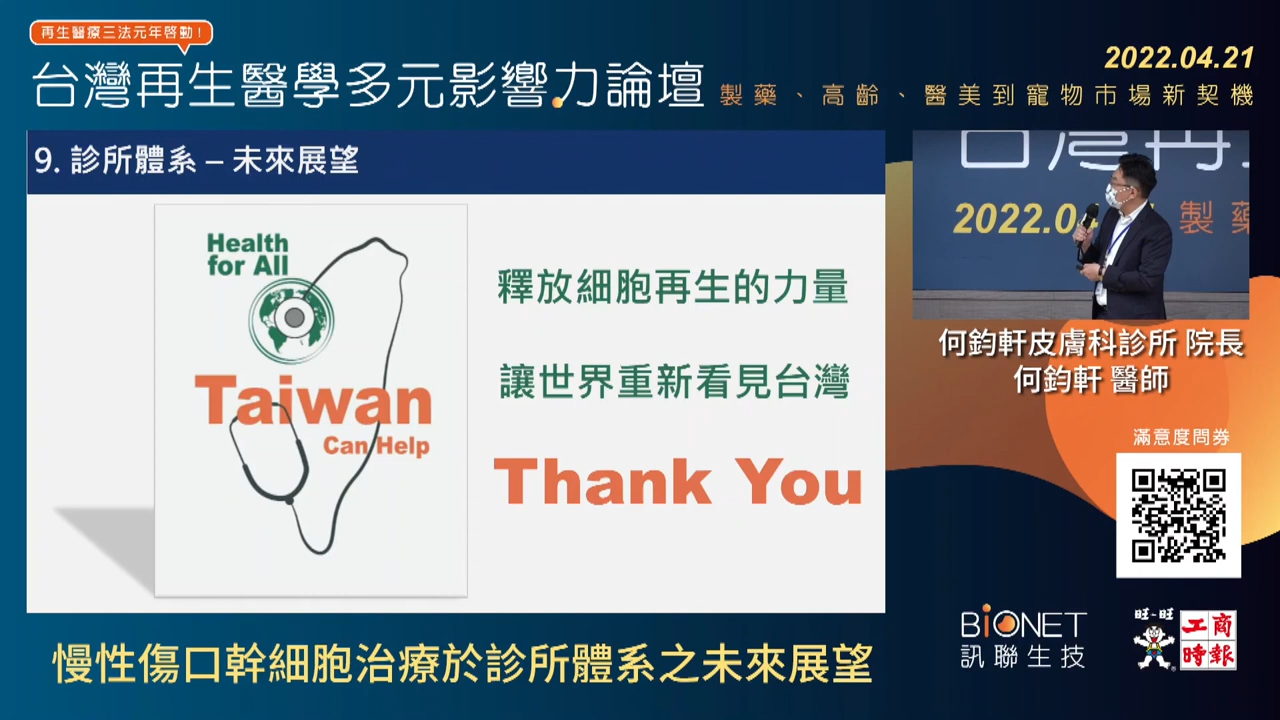 再生醫療三法元年啓動！
台灣再生醫學多元影響力論壇
2022.04.21
製藥、高齡、醫美到寵物市場新契機
9. 診所體系 – 未來展望
Health
for All
Taiwan
Can Help
釋放細胞再生的力量
讓世界重新看見台灣
Thank You
台灣再
2022.04
製藥
何鈞軒皮膚科診所 院長
何鈞軒 醫師
滿意度問券
BIONET
訊聯生技
旺-旺
工商
時報
慢性傷口幹細胞治療於診所體系之未來展望